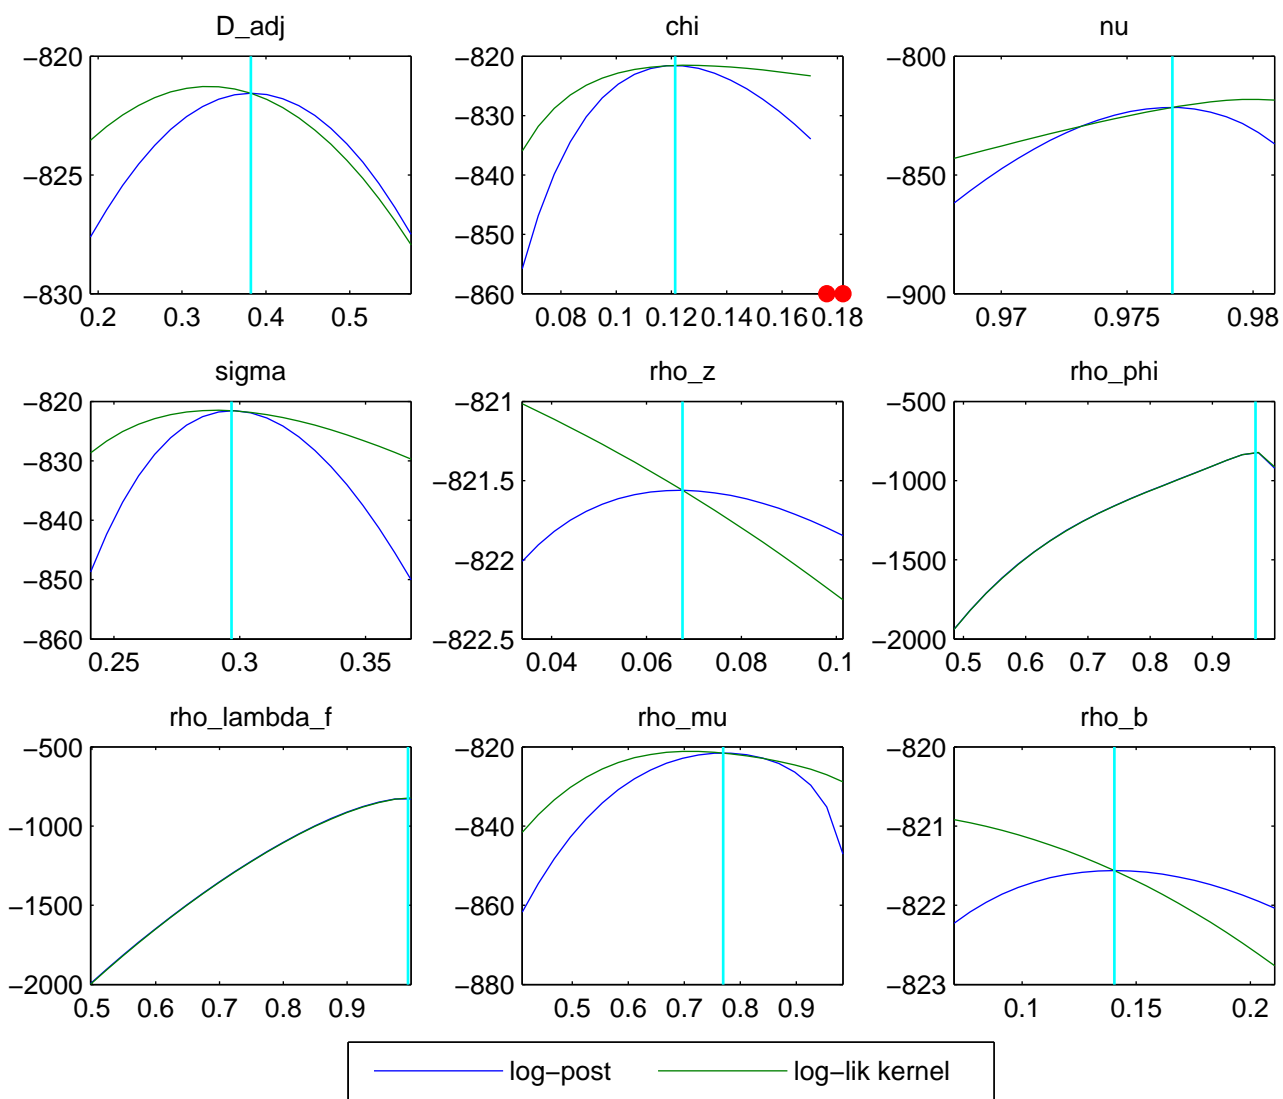 D_adj
chi
nu
−820
−825
−830
0.2 0.3 0.4 0.5
−820
−830
−840
−850
−860
0.08 0.1 0.12 0.14 0.16 0.18
−800
−850
−900
0.97 0.975 0.98
sigma
rho_z
rho_phi
−820
−830
−840
−850
−860
0.25 0.3 0.35
−821
−821.5
−822
−822.5
0.04 0.06 0.08 0.1
−500
−1000
−1500
−2000
0.5 0.6 0.7 0.8 0.9
rho_lambda_f
rho_mu
rho_b
−500
−1000
−1500
−2000
0.5 0.6 0.7 0.8 0.9
−820
−840
−860
−880
0.5 0.6 0.7 0.8 0.9
−820
−821
−822
−823
0.1 0.15 0.2
log−post
log−lik kernel